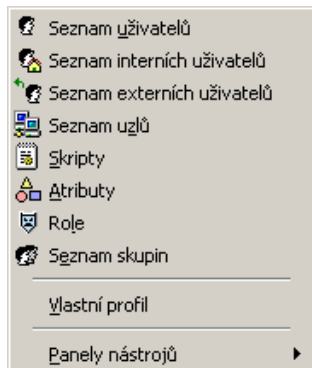 Seznam uživatelů
Seznam interních uživatelů
Seznam externích uživatelů
Seznam uzlů
Skripty
Atributy
Role
Seznam skupin
Vlastní profil
Panely nástrojů